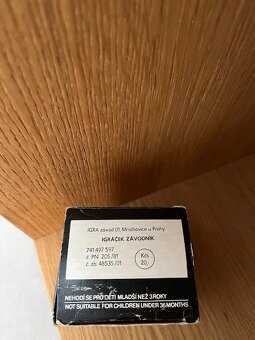 IGRA závod 01, Mnichovice u Prahy
IGRÁČEK ZÁVODNÍK
741 497 597
č. PN 205/81
č. zb. 48535/01
Kčs
20,-
NEHODÍ SE PRO DĚTI MLADŠÍ NEŽ 3 ROKY
NOT SUITABLE FOR CHILDREN UNDER 36 MONTHS